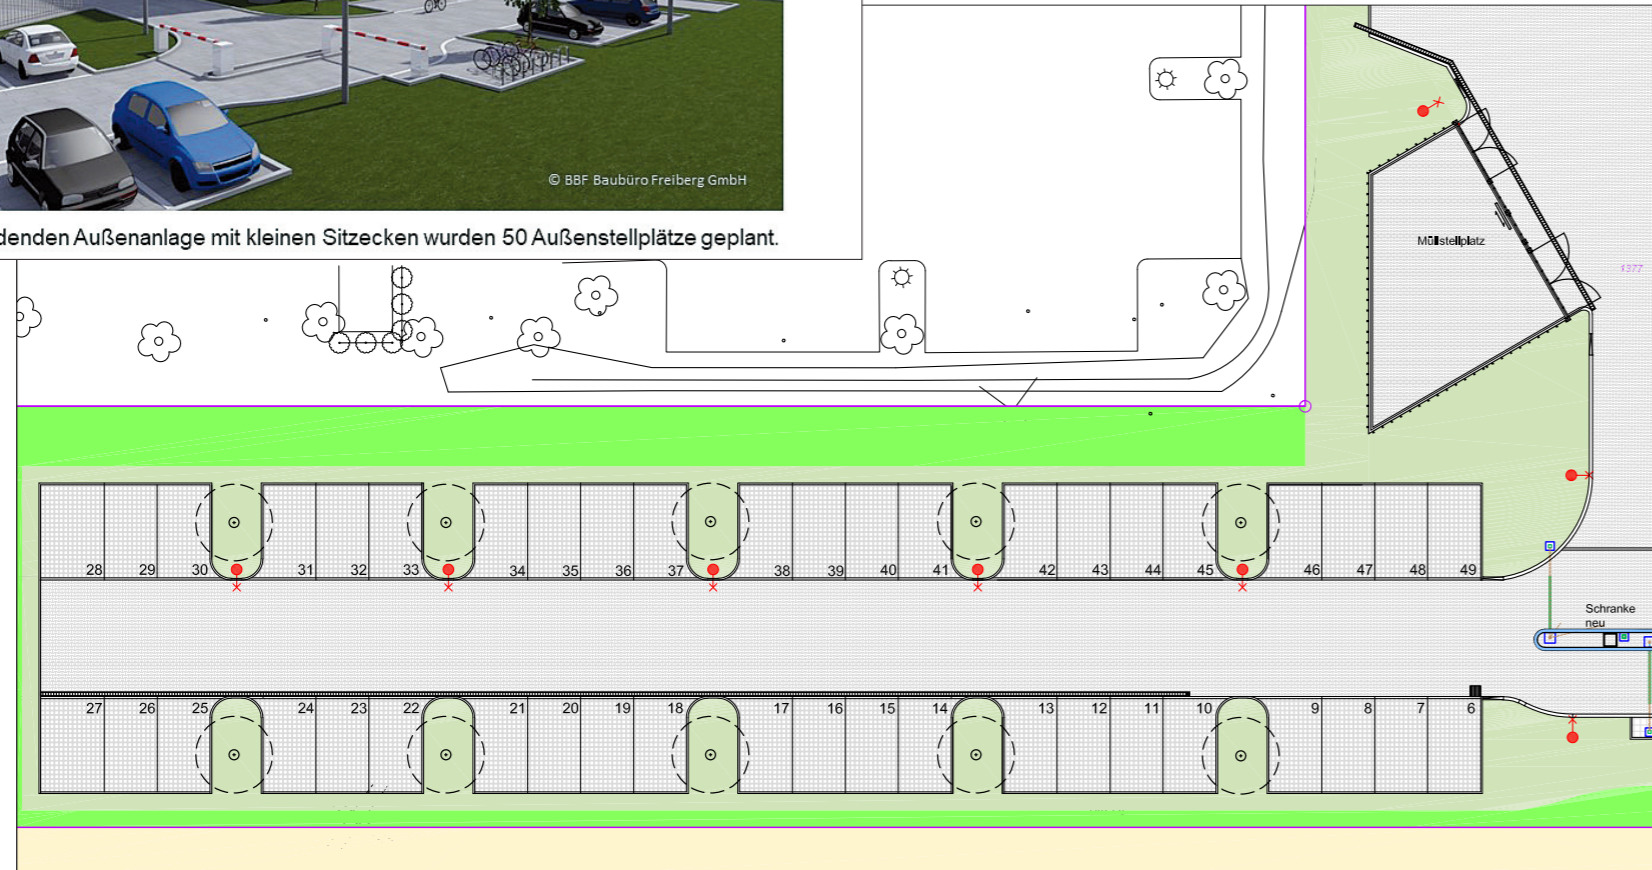 © BBF Baubüro Freiberg GmbH
denden Außenanlage mit kleinen Sitzecken wurden 50 Außenstellplätze geplant.
Müllstellplatz
28 29 30 31 32 33 34 35 36 37 38 39 40 41 42 43 44 45 46 47 48 49
Schranke
neu
27 26 25 24 23 22 21 20 19 18 17 16 15 14 13 12 11 10 9 8 7 6